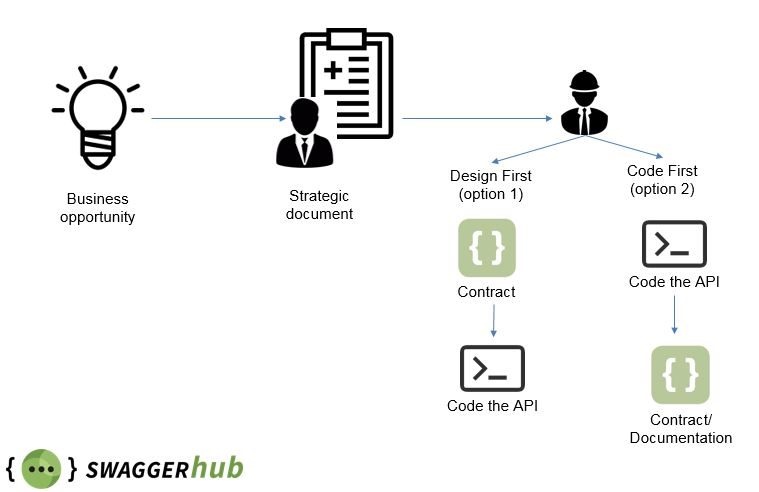 Business
opportunity
Strategic
document
Design First
(option 1)
Code First
(option 2)
{ }
Contract
>_
Code the API
>_
Code the API
{ }
Contract/
Documentation
{···} SWAGGERhub